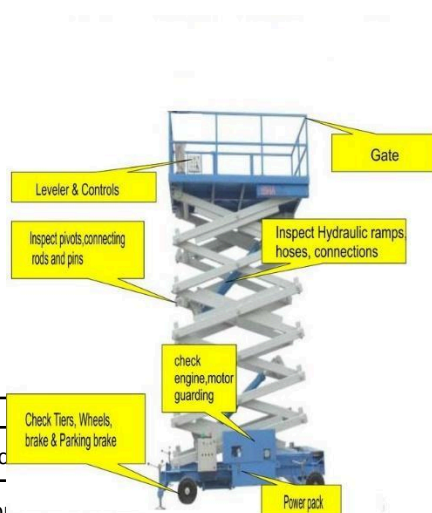 Gate
Leveler & Controls
Inspect pivots,connecting
rods and pins
Inspect Hydraulic ramps,
hoses, connections
check
engine,motor
guarding
Check Tiers, Wheels,
brake & Parking brake
Power pack